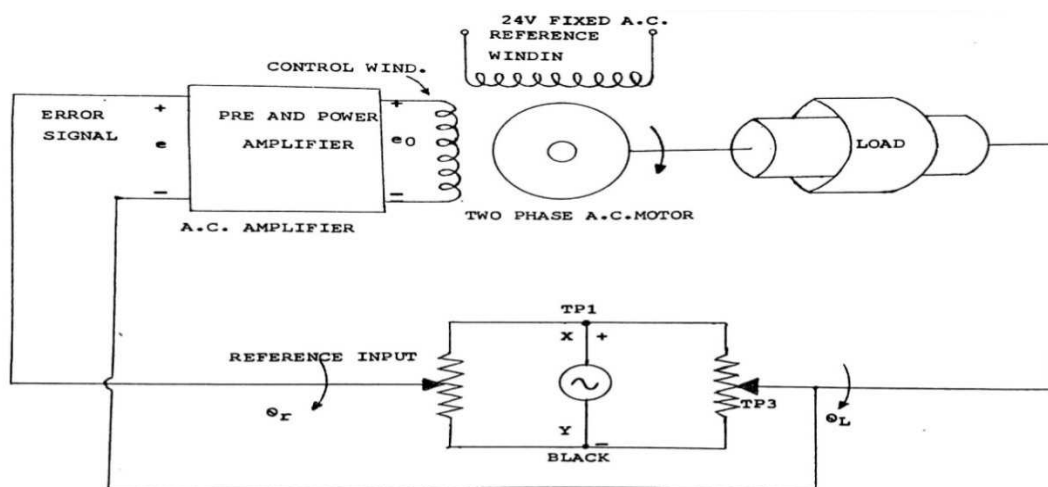 24V FIXED A.C.
REFERENCE
WINDIN
CONTROL WIND.
ERROR
SIGNAL
+
e
−
PRE AND POWER
AMPLIFIER
+
eo
−
A.C. AMPLIFIER
TWO PHASE A.C.MOTOR
LOAD
TP1
X +
REFERENCE INPUT
θr
TP3
θL
Y −
BLACK